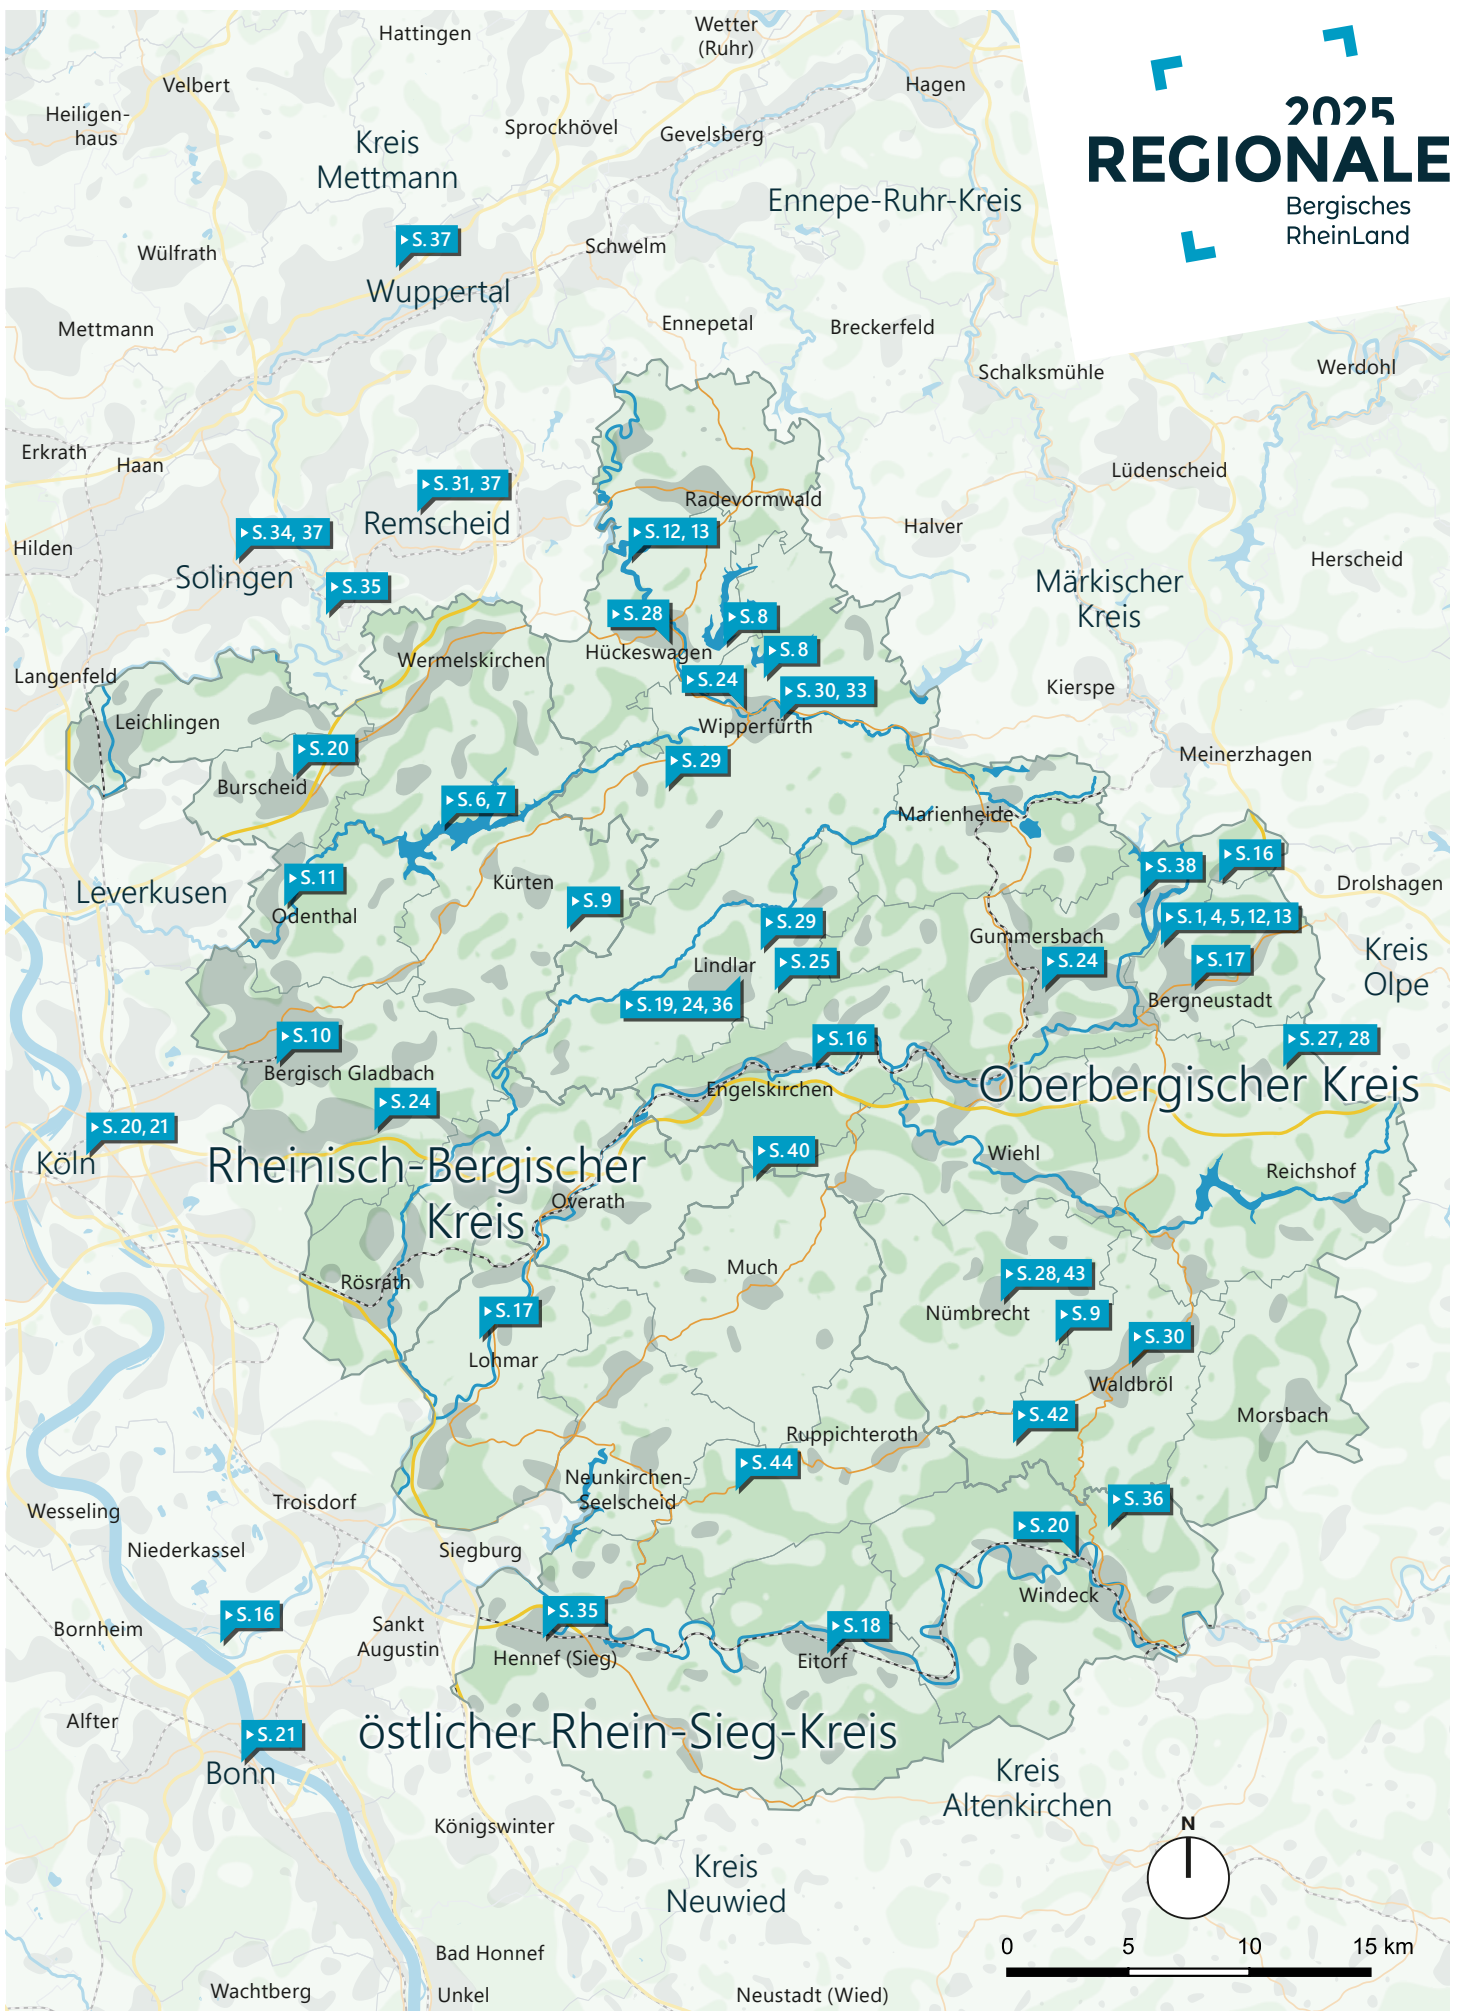 Hattingen
Wetter
(Ruhr)
Velbert
Hagen
Heiligen-
haus
Sprockhövel
Gevelsberg
Kreis
Mettmann
2025
REGIONALE
Bergisches
RheinLand
Ennepe-Ruhr-Kreis
S. 37
Wülfrath
Schwelm
Wuppertal
Mettmann
Ennepetal
Breckerfeld
Schalksmühle
Werdohl
Erkrath
Haan
Lüdenscheid
S. 31, 37
Radevormwald
Remscheid
Halver
S. 34, 37
S. 12, 13
Hilden
Herscheid
Solingen
S. 35
Märkischer
Kreis
S. 28
S. 8
Hückeswagen
S. 8
Wermelskirchen
Langenfeld
S. 24
S. 30, 33
Kierspe
Leichlingen
Wipperfürth
S. 20
S. 29
Meinerzhagen
Burscheid
S. 6, 7
Marienheide
S. 38
S. 16
S. 11
Kürten
Drolshagen
Leverkusen
S. 9
Odenthal
S. 29
S. 1, 4, 5, 12, 13
Gummersbach
Kreis
Olpe
Lindlar
S. 25
S. 24
S. 17
S. 19, 24, 36
Bergneustadt
S. 10
S. 16
S. 27, 28
Bergisch Gladbach
Engelskirchen
Oberbergischer Kreis
S. 24
S. 20, 21
Köln
Rheinisch-Bergischer
Kreis
S. 40
Wiehl
Reichshof
Overath
Much
S. 28, 43
Rösrath
S. 17
Nümbrecht
S. 9
S. 30
Lohmar
Waldbröl
S. 42
Morsbach
Ruppichteroth
S. 44
Neunkirchen-
Seelscheid
Troisdorf
Wesseling
S. 36
S. 20
Niederkassel
Siegburg
Windeck
S. 16
S. 35
Bornheim
Sankt
Augustin
S. 18
Hennef (Sieg)
Eitorf
Alfter
S. 21
östlicher Rhein-Sieg-Kreis
Bonn
Kreis
Altenkirchen
Königswinter
N
Kreis
Neuwied
Bad Honnef
0 5 10 15 km
Wachtberg
Unkel
Neustadt (Wied)